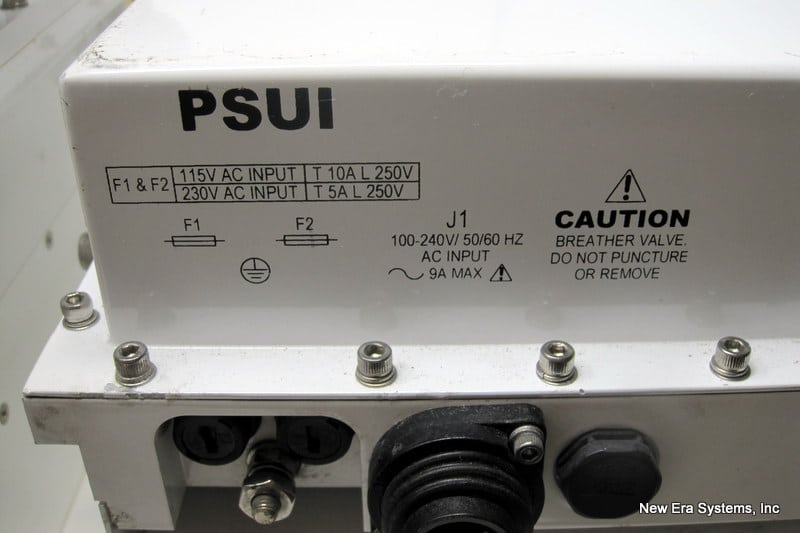 PSUI
F1 & F2 115V AC INPUT T 10A L 250V
230V AC INPUT T 5A L 250V
F1 F2
J1
100-240V/ 50/60 HZ
AC INPUT
9A MAX
CAUTION
BREATHER VALVE.
DO NOT PUNCTURE
OR REMOVE
New Era Systems, Inc